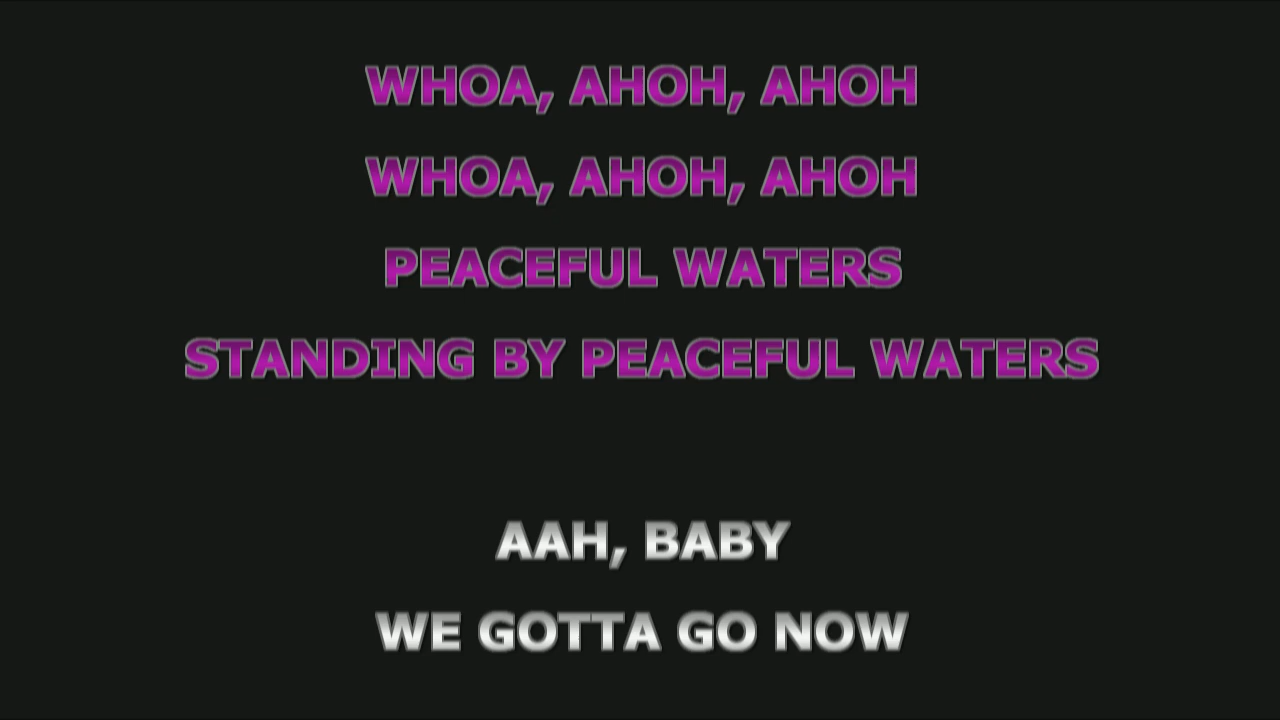 WHOA, AHOH, AHOH
WHOA, AHOH, AHOH
PEACEFUL WATERS
STANDING BY PEACEFUL WATERS
AAH, BABY
WE GOTTA GO NOW